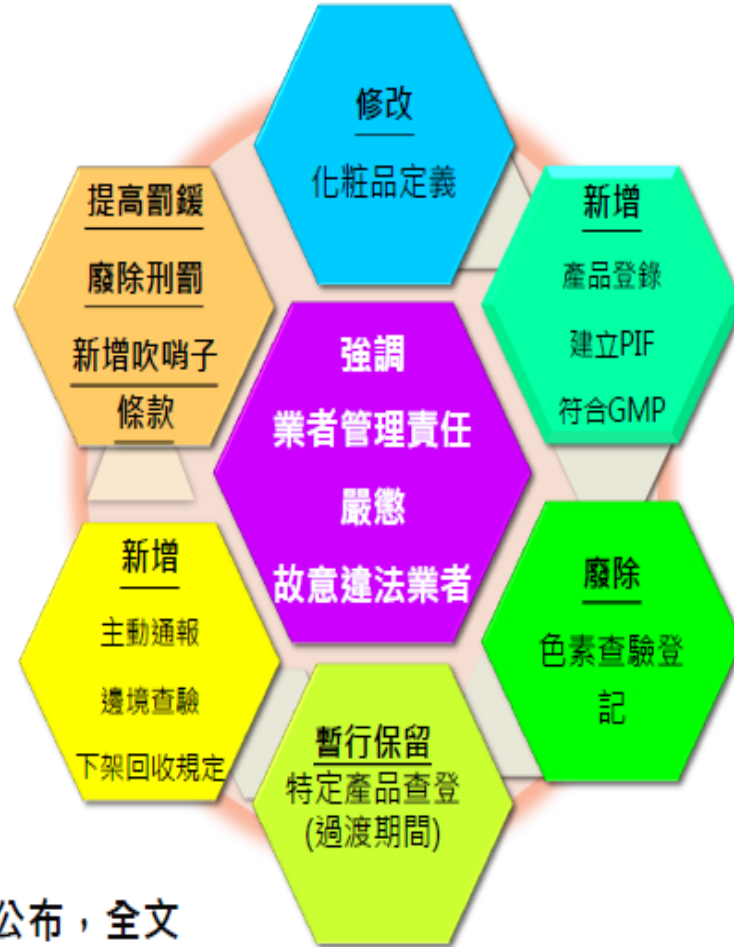 修改
化粧品定義
新增
產品登錄
建立PIF
符合GMP
廢除
色素查驗登
記
暫行保留
特定產品查登
(過渡期間)
新增
主動通報
邊境查驗
下架回收規定
提高罰鍰
廢除刑罰
新增吹哨子
條款
強調
業者管理責任
嚴懲
故意違法業者
公布，全文